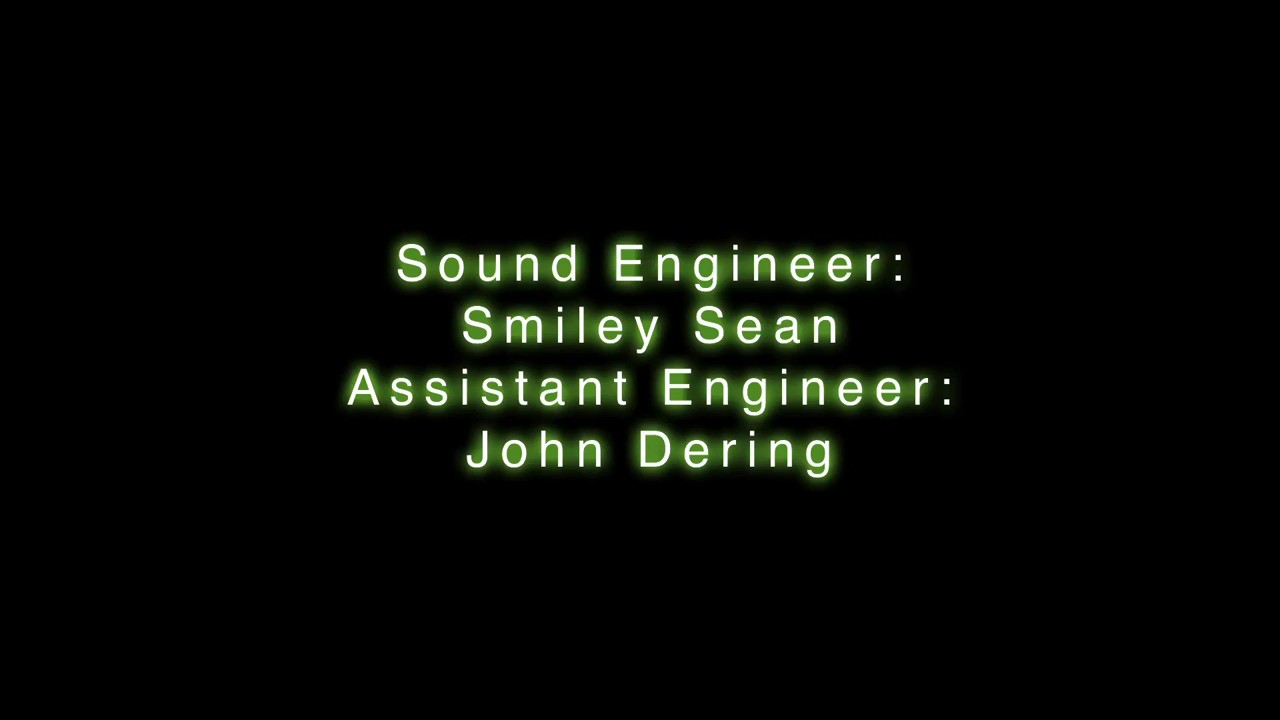 Sound Engineer:
Smiley Sean
Assistant Engineer:
John Dering